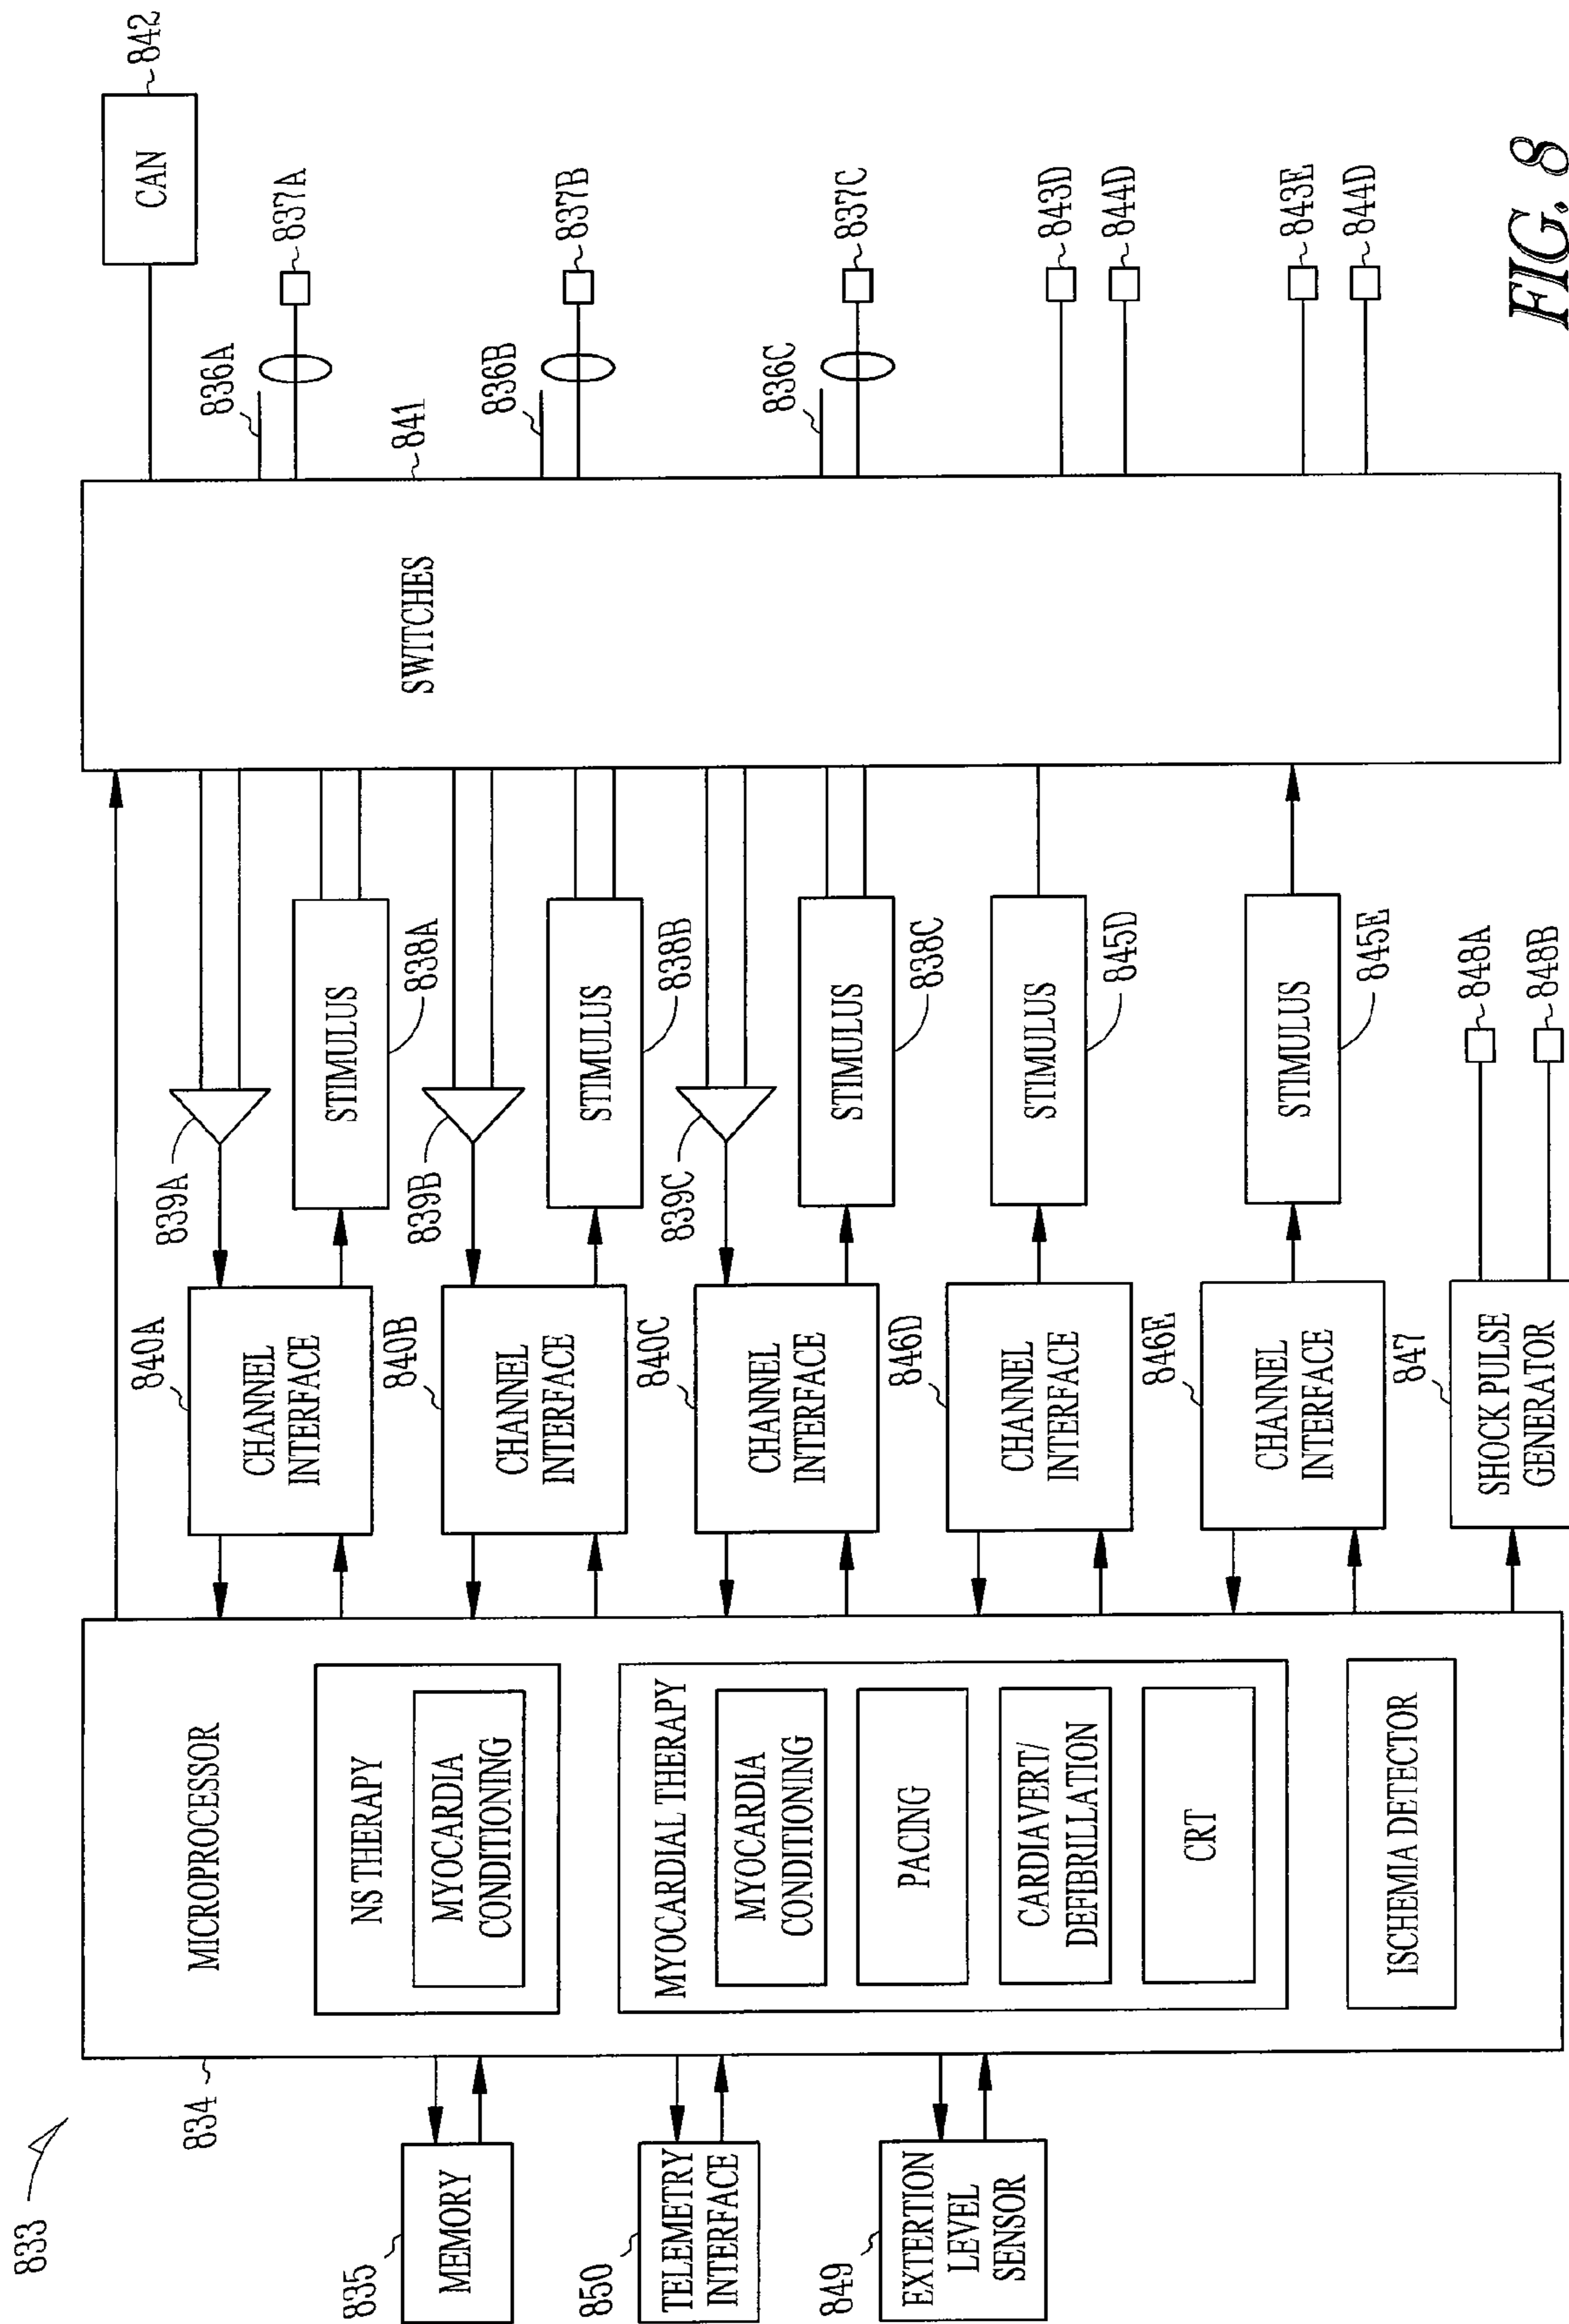 833
834
835
MEMORY
850
TELEMETRY
INTERFACE
849
EXTERTION
LEVEL
SENSOR
MICROPROCESSOR
NS THERAPY
MYOCARDIA
CONDITIONING
MYOCARDIAL THERAPY
MYOCARDIA
CONDITIONING
PACING
CARDIAVERT/
DEFIBRILLATION
CRT
ISCHEMIA DETECTOR
840A
CHANNEL
INTERFACE
840B
CHANNEL
INTERFACE
840C
CHANNEL
INTERFACE
846D
CHANNEL
INTERFACE
846E
CHANNEL
INTERFACE
847
SHOCK PULSE
GENERATOR
839A
STIMULUS
838A
839B
STIMULUS
838B
839C
STIMULUS
838C
STIMULUS
845D
STIMULUS
845E
848A
848B
SWITCHES
841
CAN
842
836A
837A
836B
837B
836C
837C
843D
844D
843E
844D
FIG. 8